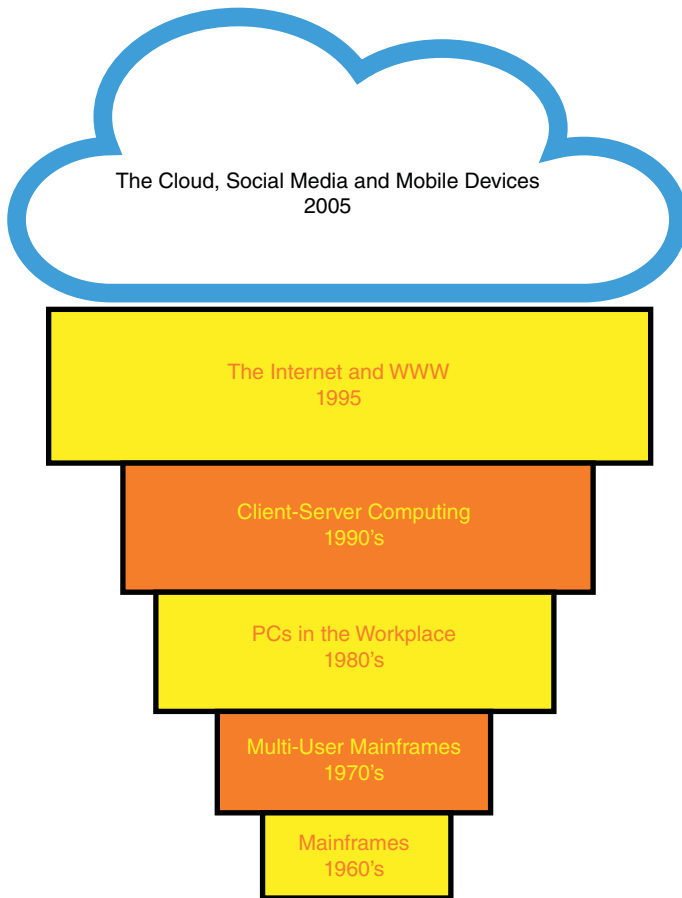 The Cloud, Social Media and Mobile Devices
2005
The Internet and WWW
1995
Client-Server Computing
1990's
PCs in the Workplace
1980's
Multi-User Mainframes
1970's
Mainframes
1960's